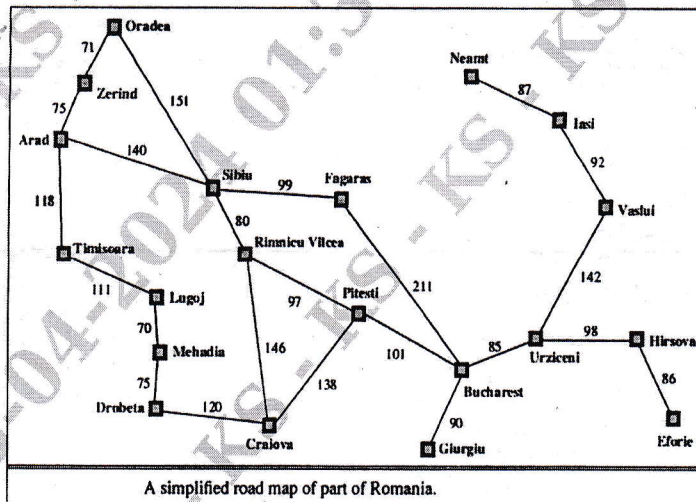 Oradea
71
Neamt
Zerind
87
151
75
Iasi
Arad
140
92
Sibiu
99
Fagaras
118
80
Vaslui
Timisoara
Rimnicu Vilcea
111
97
211
142
Lugoj
Pitesti
70
98
Hirsova
Mehadia
146
101
85
Urziceni
138
86
75
Bucharest
Drobeta
120
90
Craiova
Giurgiu
Eforie
A simplified road map of part of Romania.